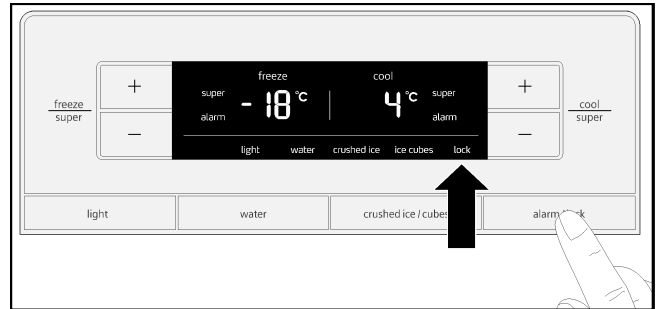 freeze
super
+
−
freeze cool
super - 18 °C 4 °C super
alarm alarm
light water crushed ice ice cubes lock
+
−
cool
super
light water crushed ice / cubes alarm